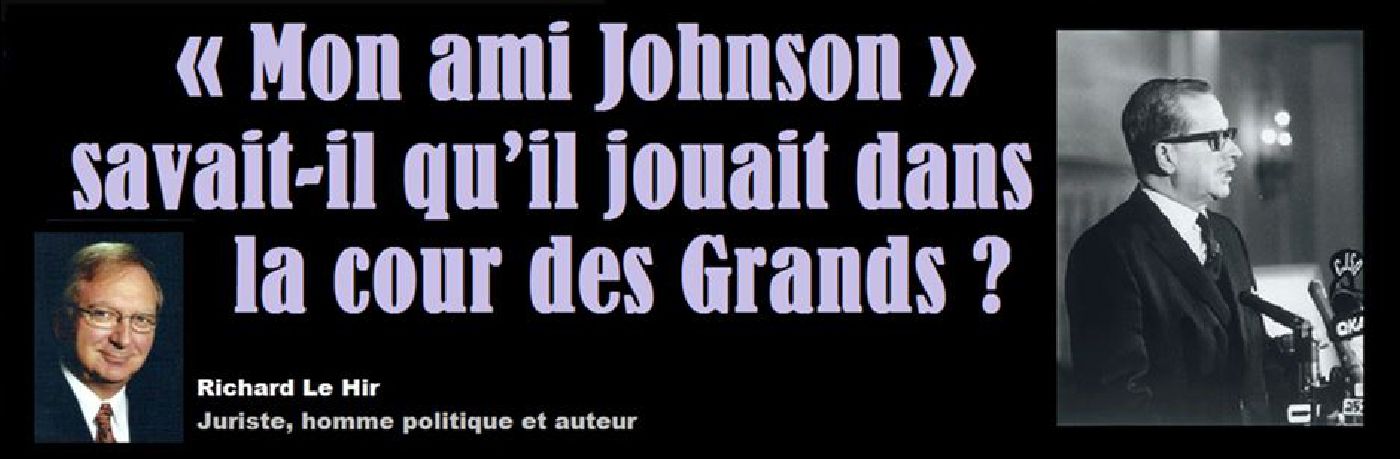 « Mon ami Johnson »
savait-il qu’il jouait dans
la cour des Grands ?
Richard Le Hir
Juriste, homme politique et auteur